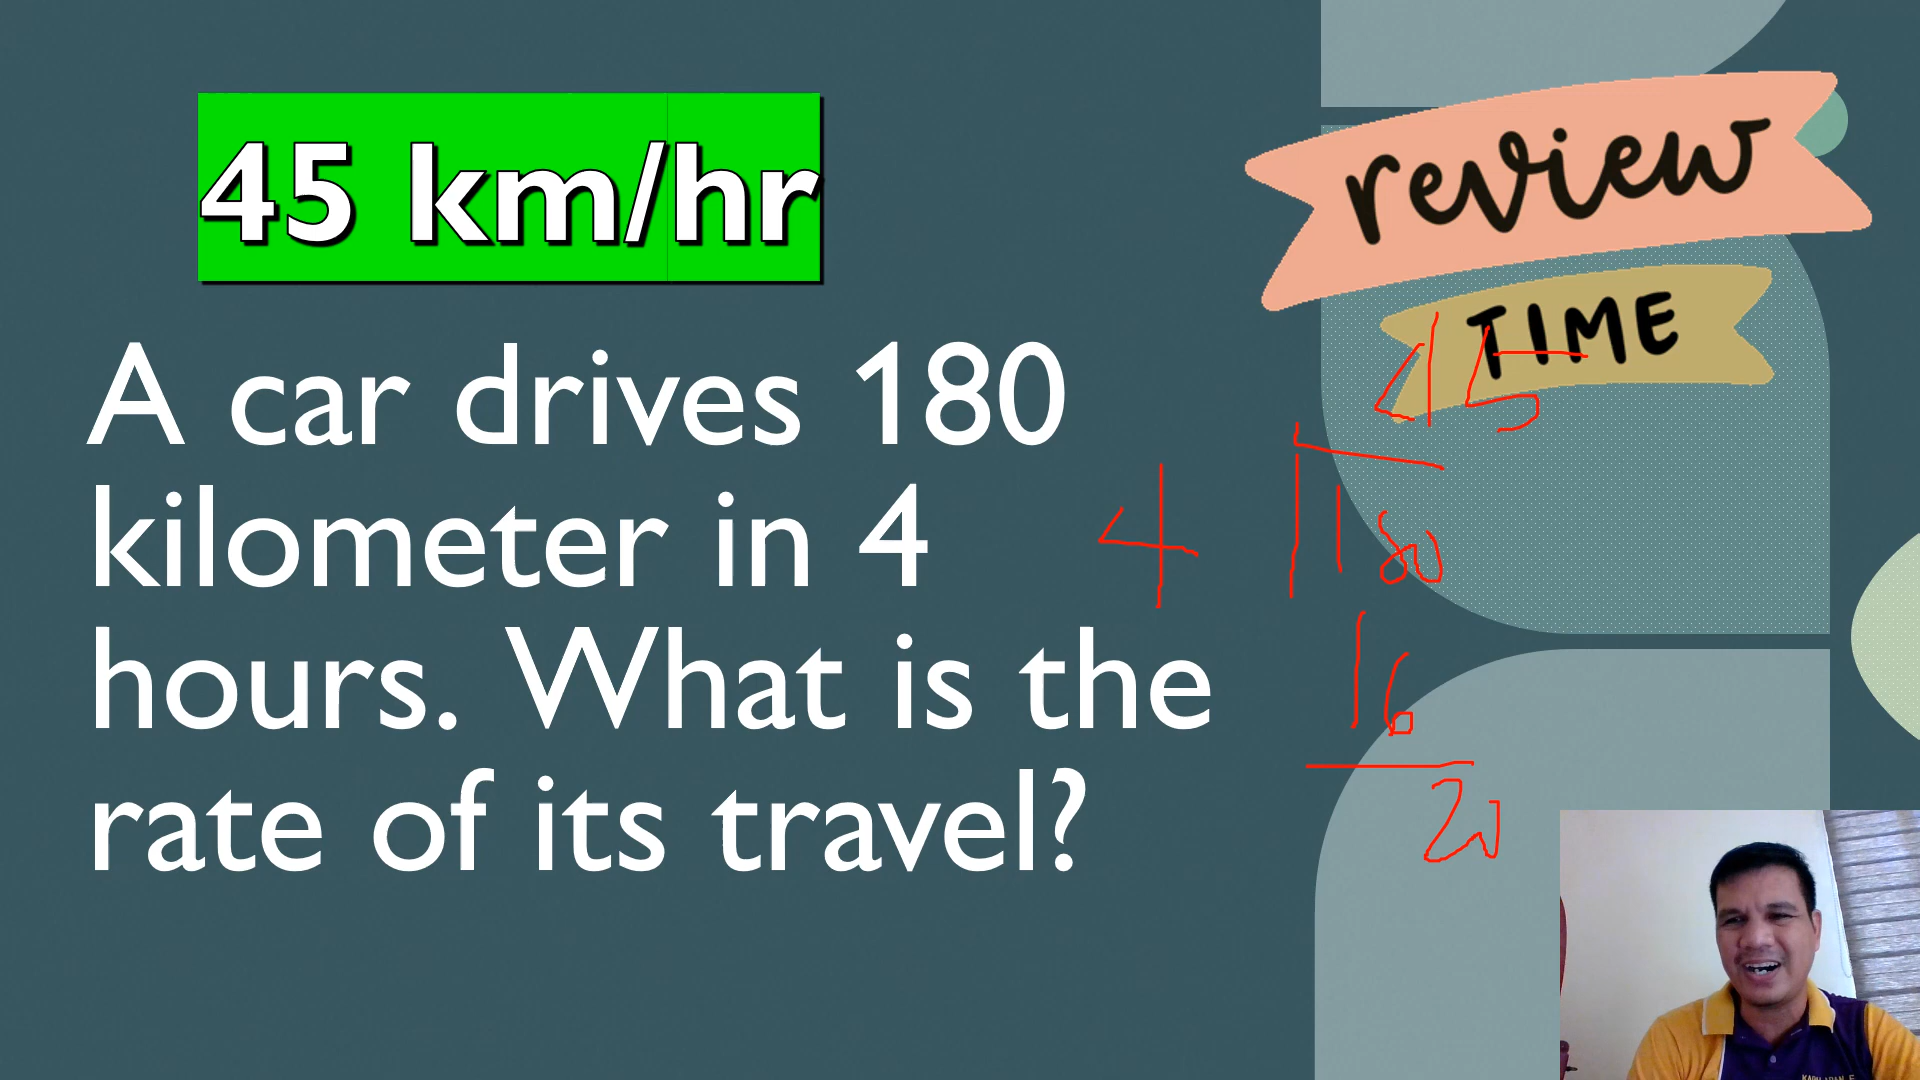 45 km/hr
review
TIME
A car drives 180
kilometer in 4
hours. What is the
rate of its travel?
45
4 180
16
20